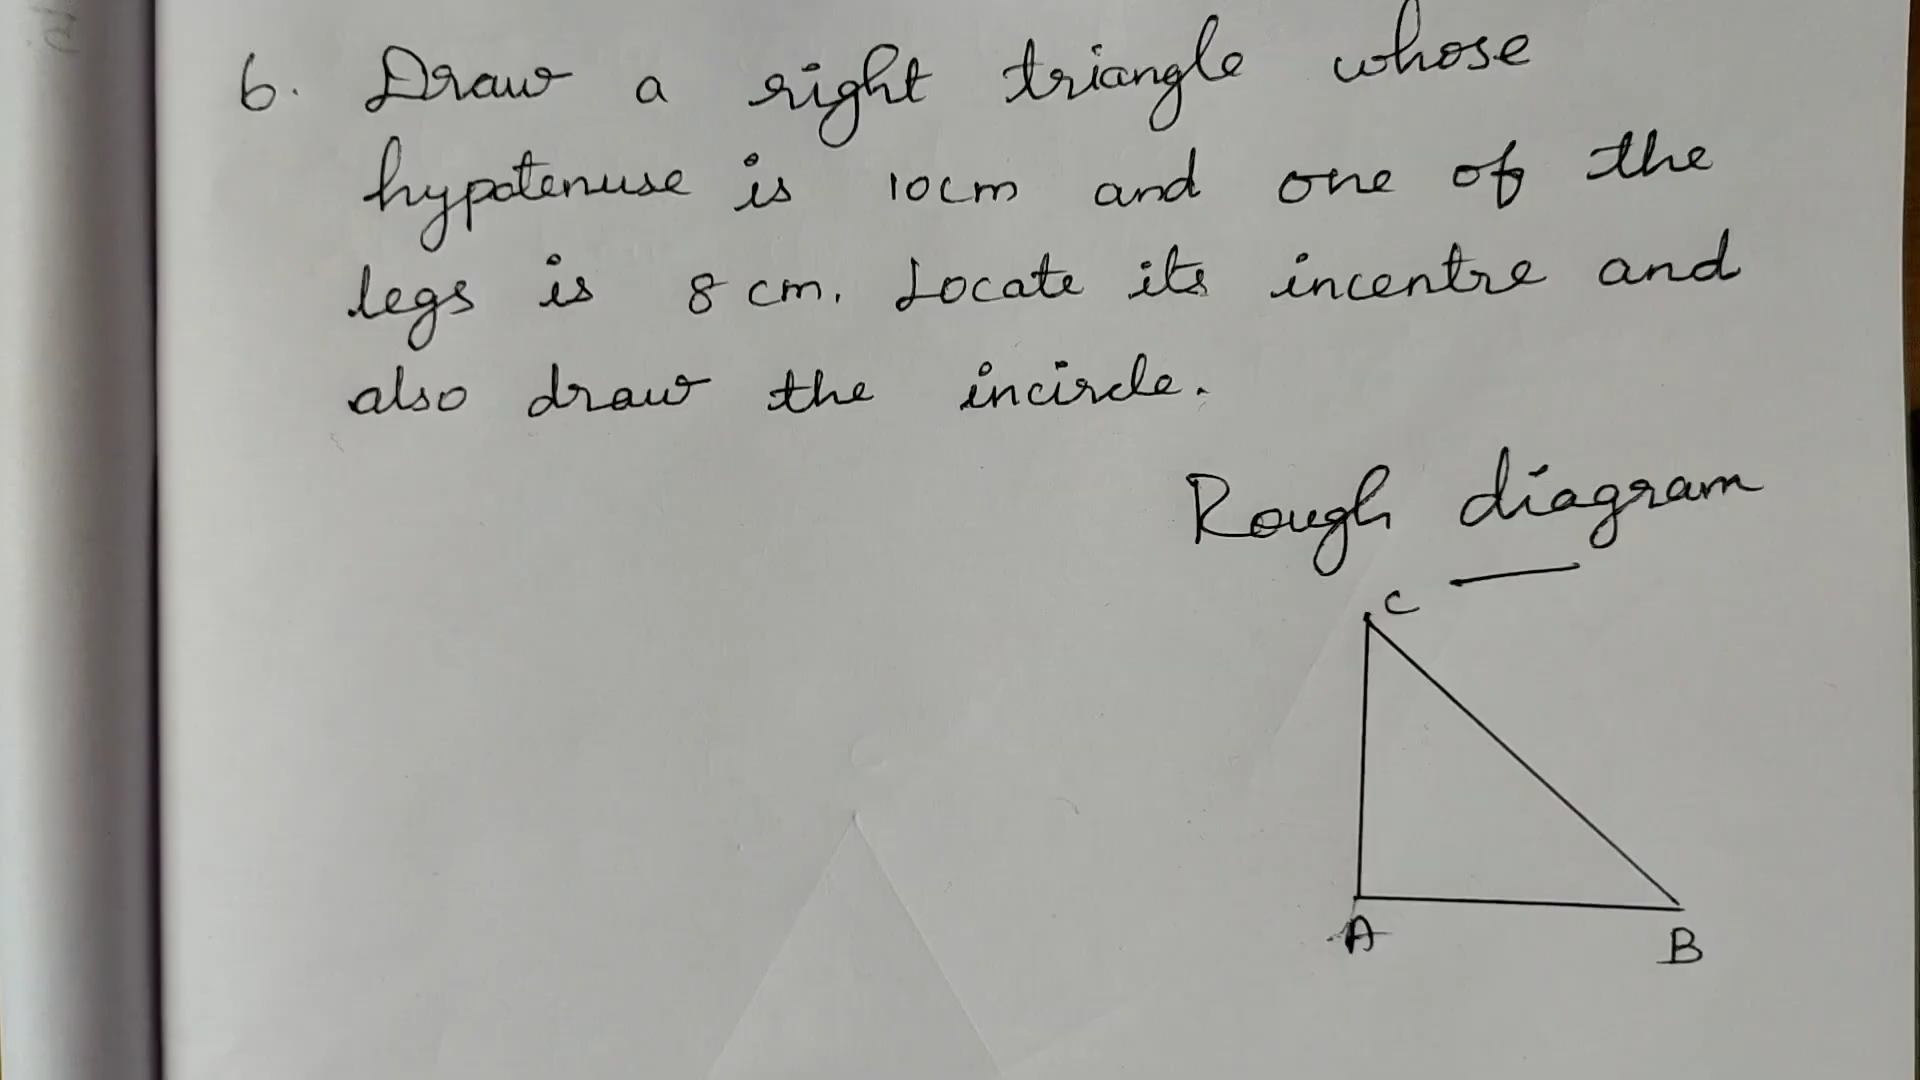 6. Draw a right triangle whose
hypotenuse is 10cm and one of the
legs is 8 cm. Locate its incentre and
also draw the incircle.
Rough diagram
C
A
B